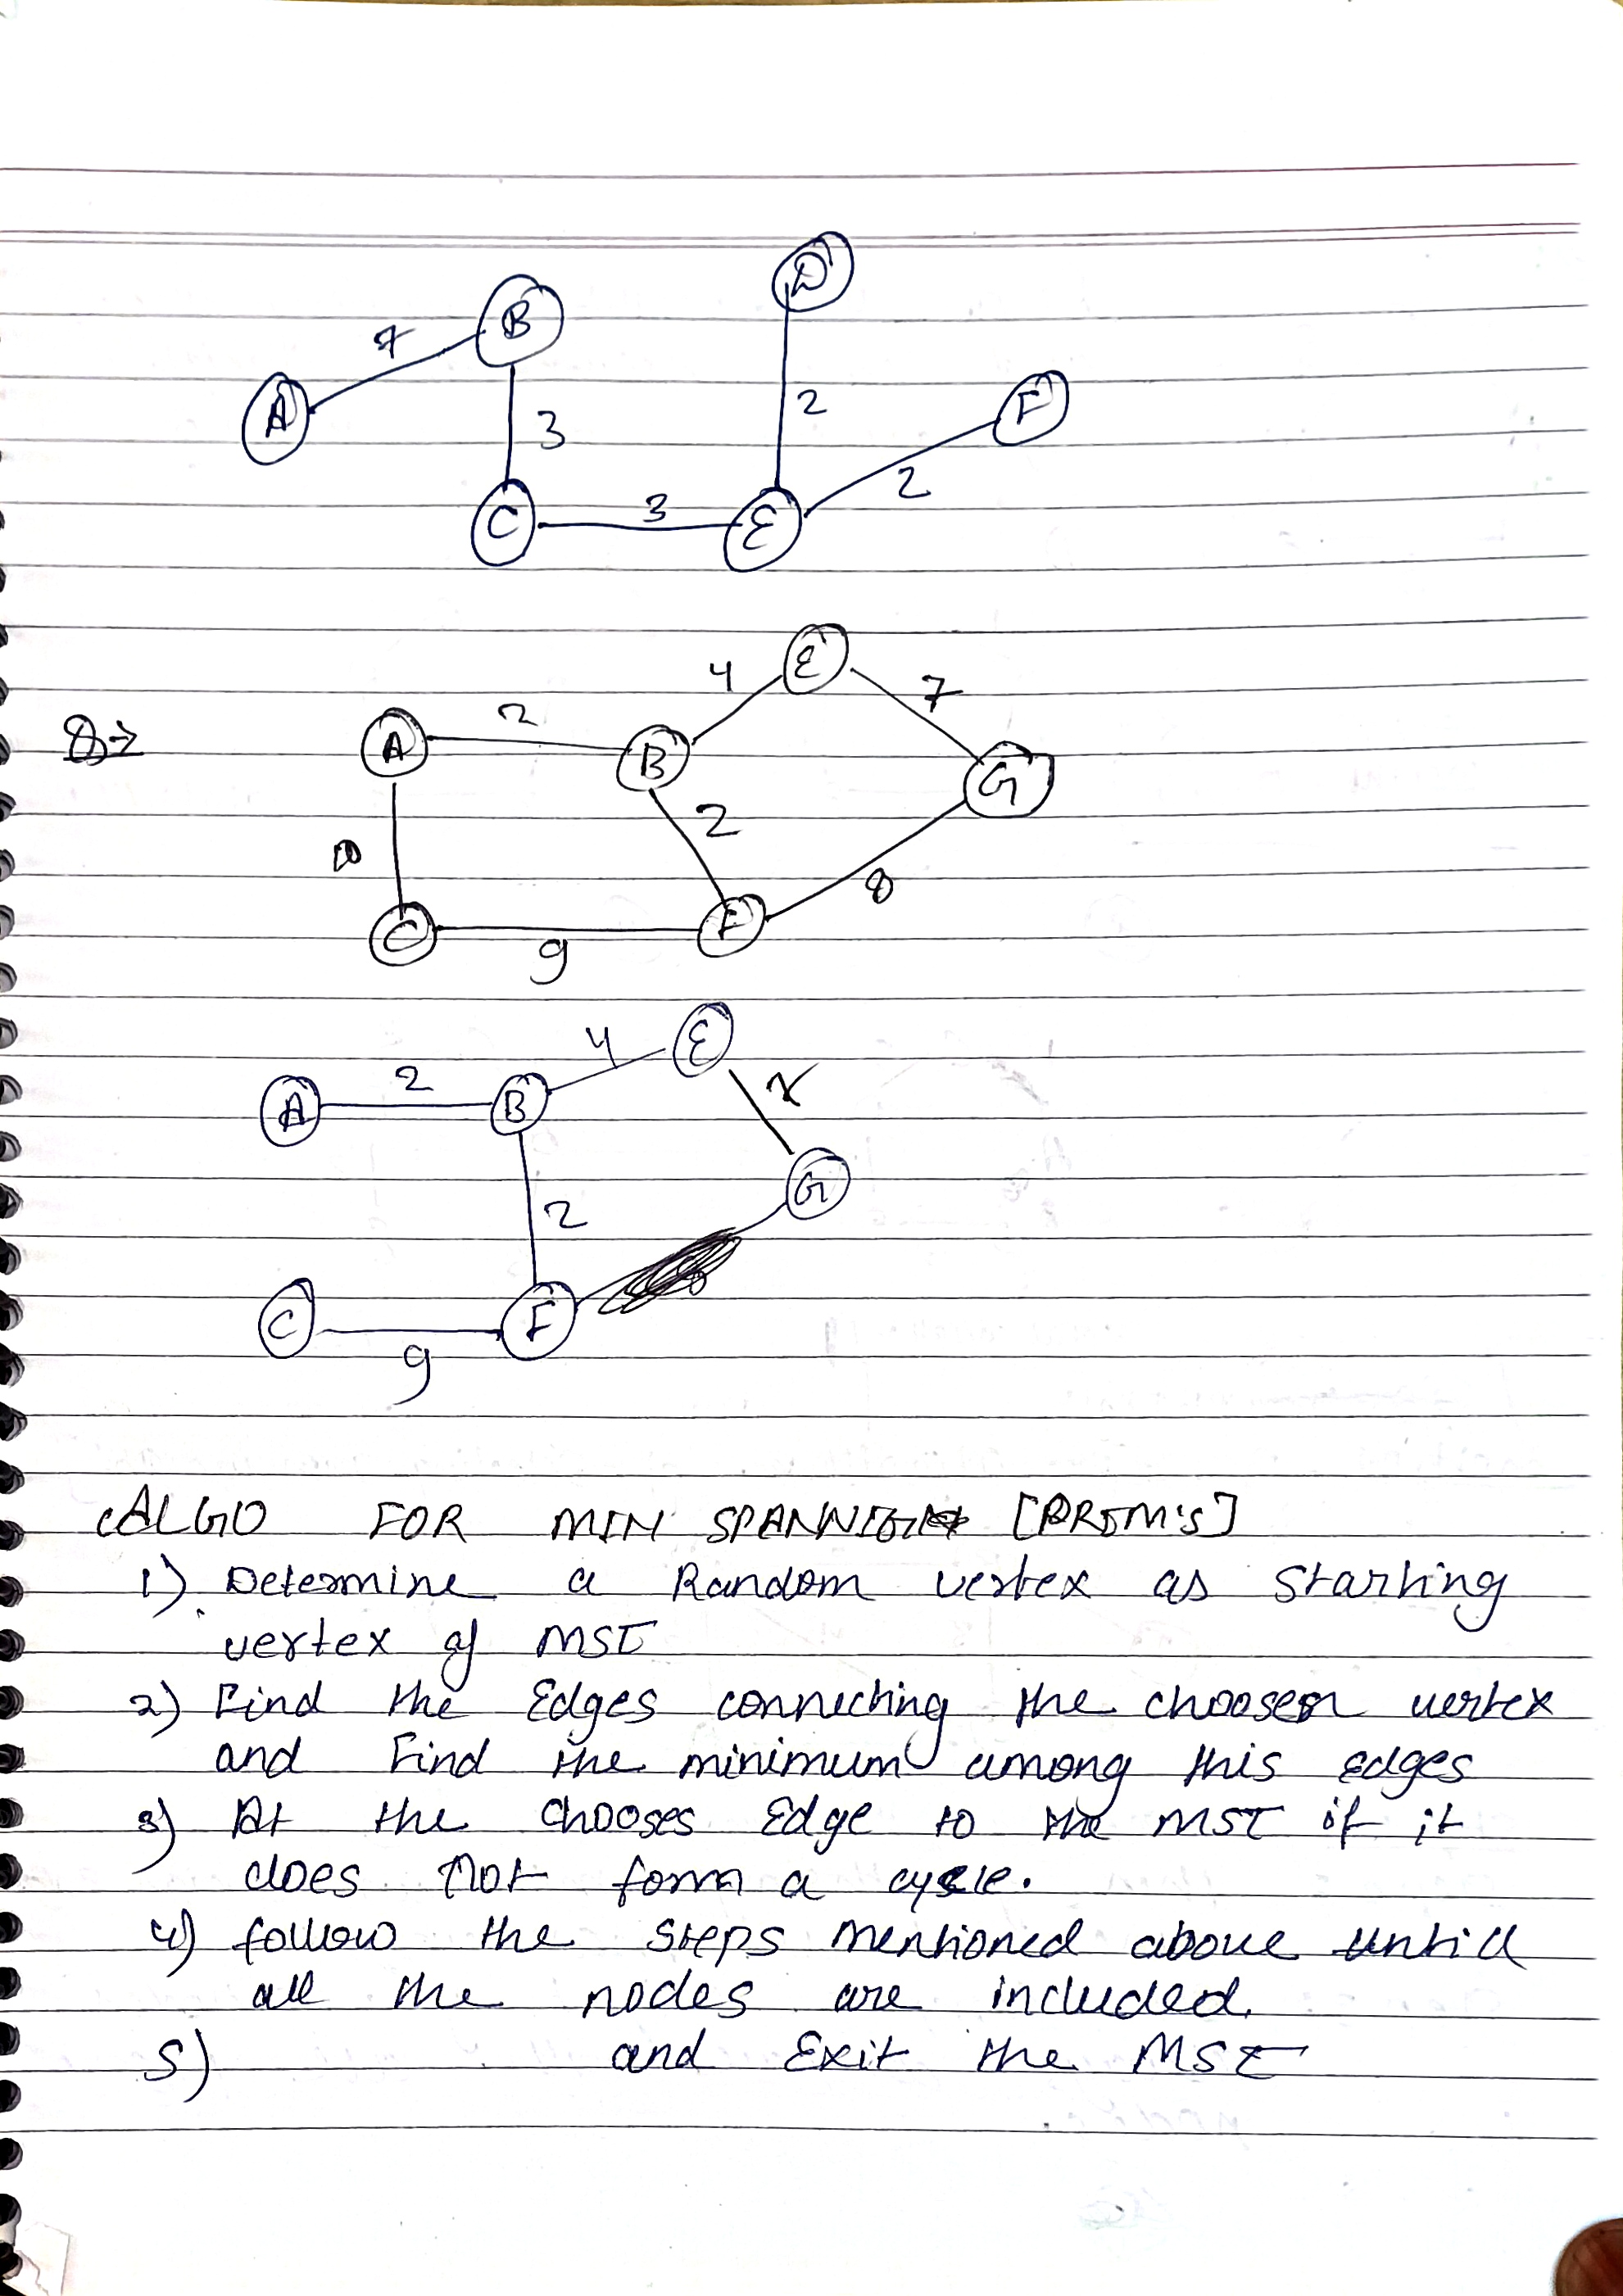 B D
7
A 3 2 F
2
C 3 E
E
4 7
Q→ A 2 B G
2
10 8
C F
9
E
4
A 2 B 7
G
2
C F
9
ALGO FOR MIN [PRIM's]
1) Determine a Random vertex as starting
vertex of MST
2) Find the Edges connecting the choosen vertex
and Find the minimum among this edges
3) At the chooses Edge to the MST if it
does not form a cycle.
4) follow the steps mentioned above untill
all the nodes are included.
5) and Exit the MST